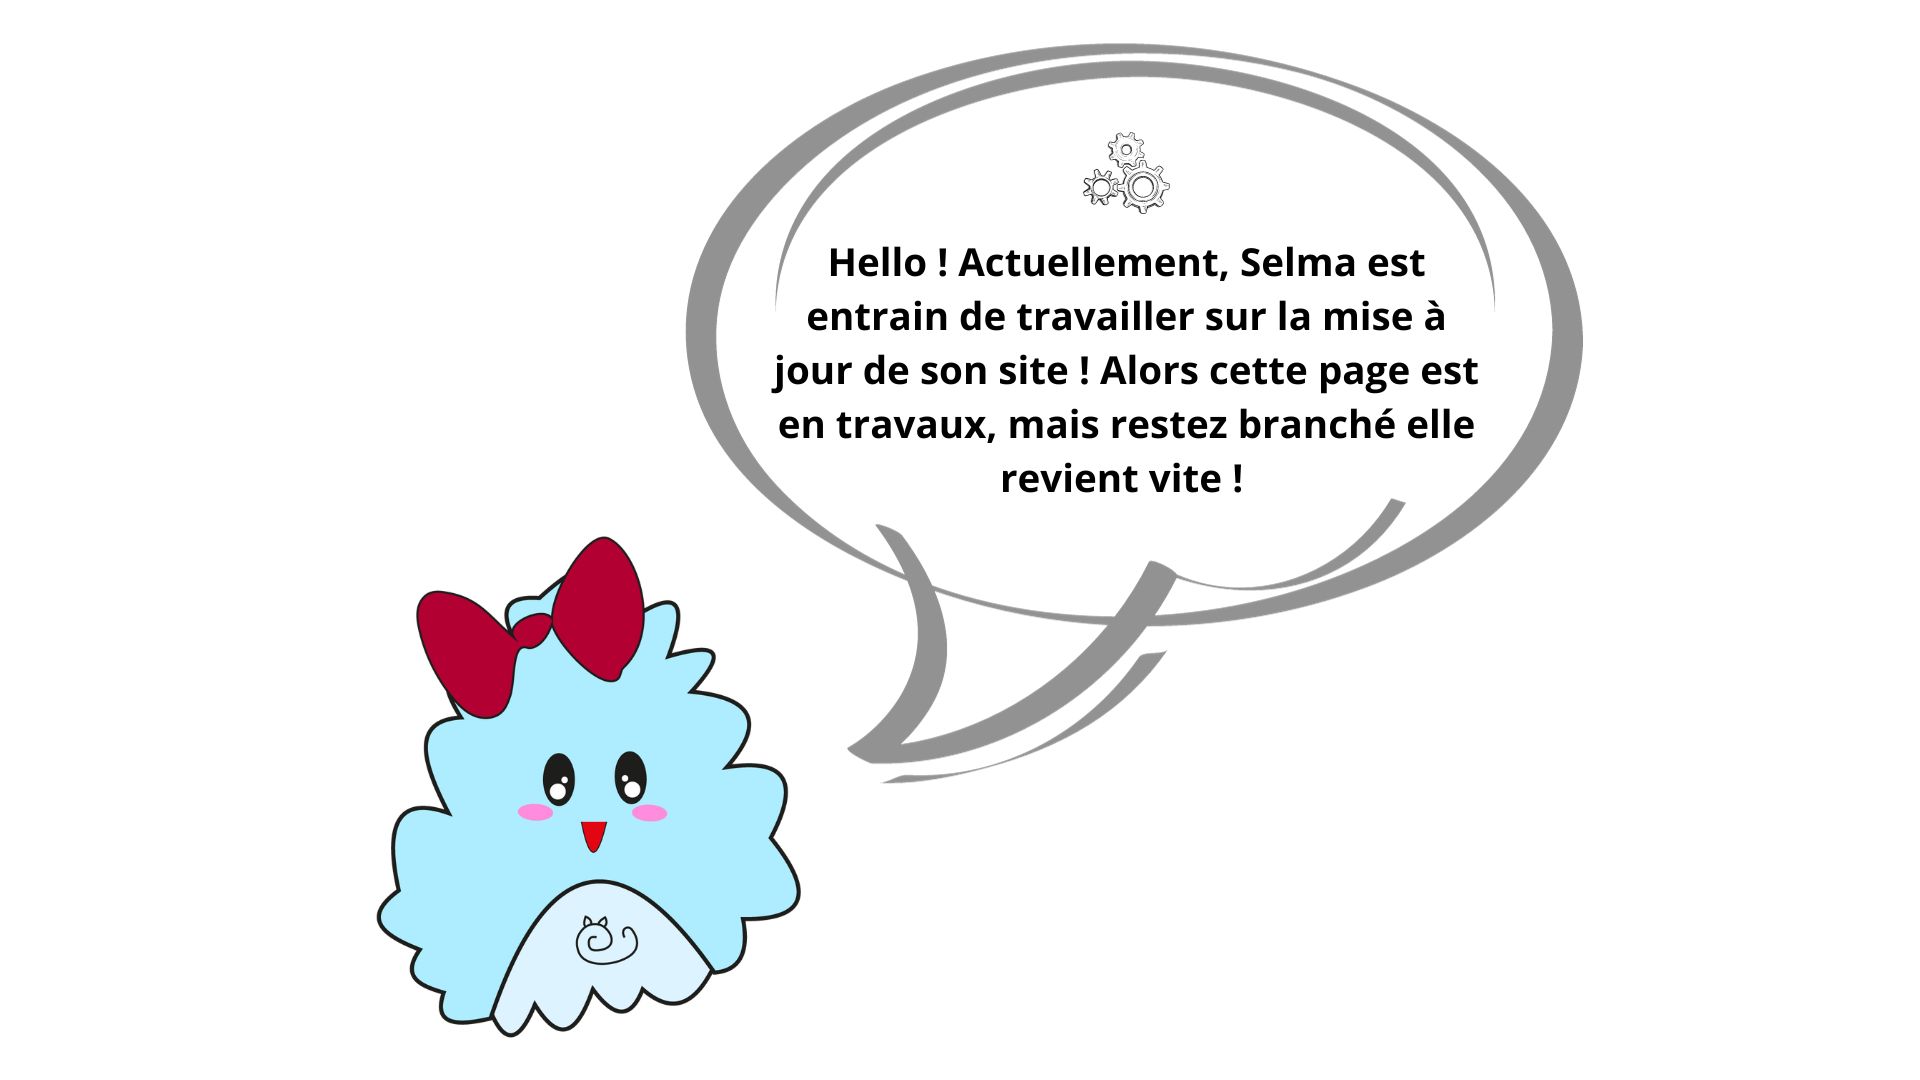 Hello ! Actuellement, Selma est
entrain de travailler sur la mise à
jour de son site ! Alors cette page est
en travaux, mais restez branché elle
revient vite !